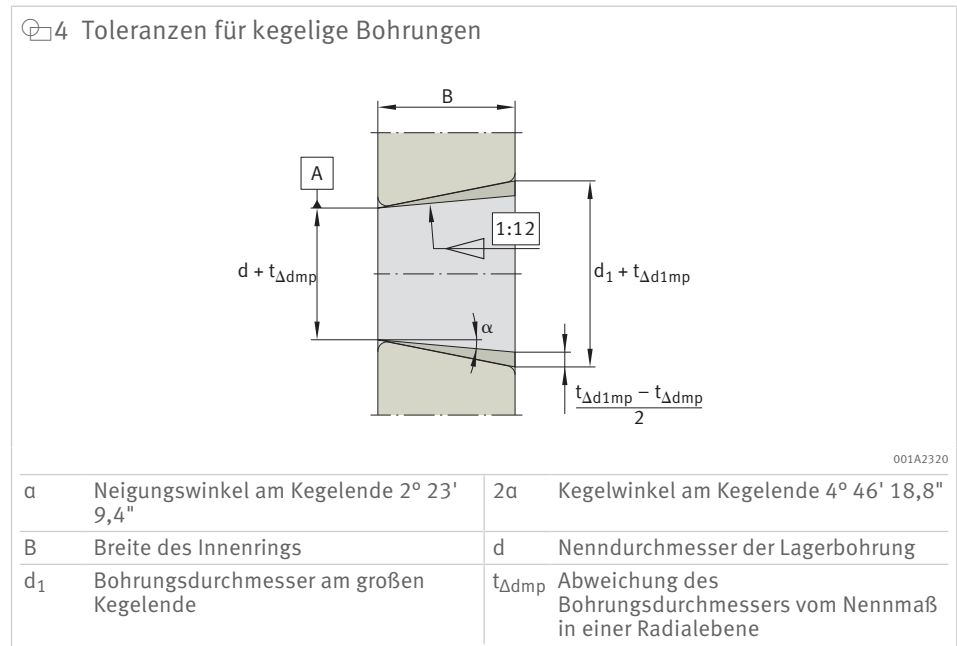 4 Toleranzen für kegelige Bohrungen
B
A
1:12
d + tΔdmp
d1 + tΔd1mp
α
tΔd1mp – tΔdmp
2
001A2320
α Neigungswinkel am Kegelende 2° 23' 9,4"
2α Kegelwinkel am Kegelende 4° 46' 18,8"
B Breite des Innenrings
d Nenndurchmesser der Lagerbohrung
d1 Bohrungsdurchmesser am großen Kegelende
tΔdmp Abweichung des Bohrungsdurchmessers vom Nennmaß in einer Radialebene